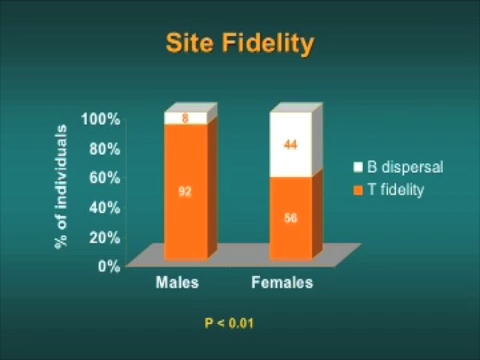 Site Fidelity
% of individuals
100%
80%
60%
40%
20%
0%
8
92
44
56
Males
Females
B dispersal
T fidelity
P < 0.01